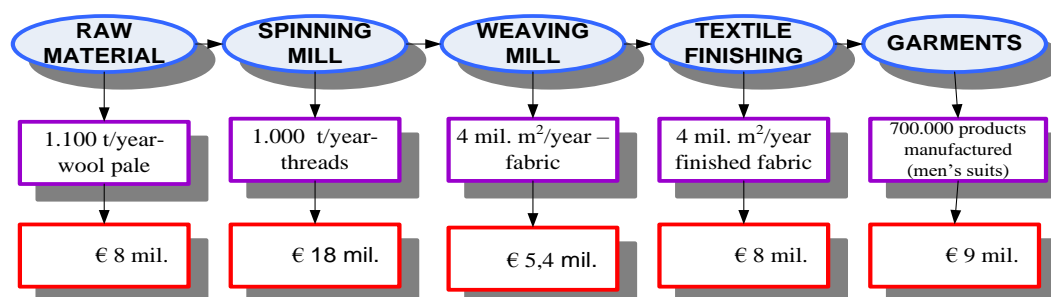 RAW
MATERIAL
SPINNING
MILL
WEAVING
MILL
TEXTILE
FINISHING
GARMENTS
1.100 t/year-
wool pale
1.000 t/year-
threads
4 mil. m²/year –
fabric
4 mil. m²/year
finished fabric
700.000 products
manufactured
(men’s suits)
€ 8 mil.
€ 18 mil.
€ 5,4 mil.
€ 8 mil.
€ 9 mil.